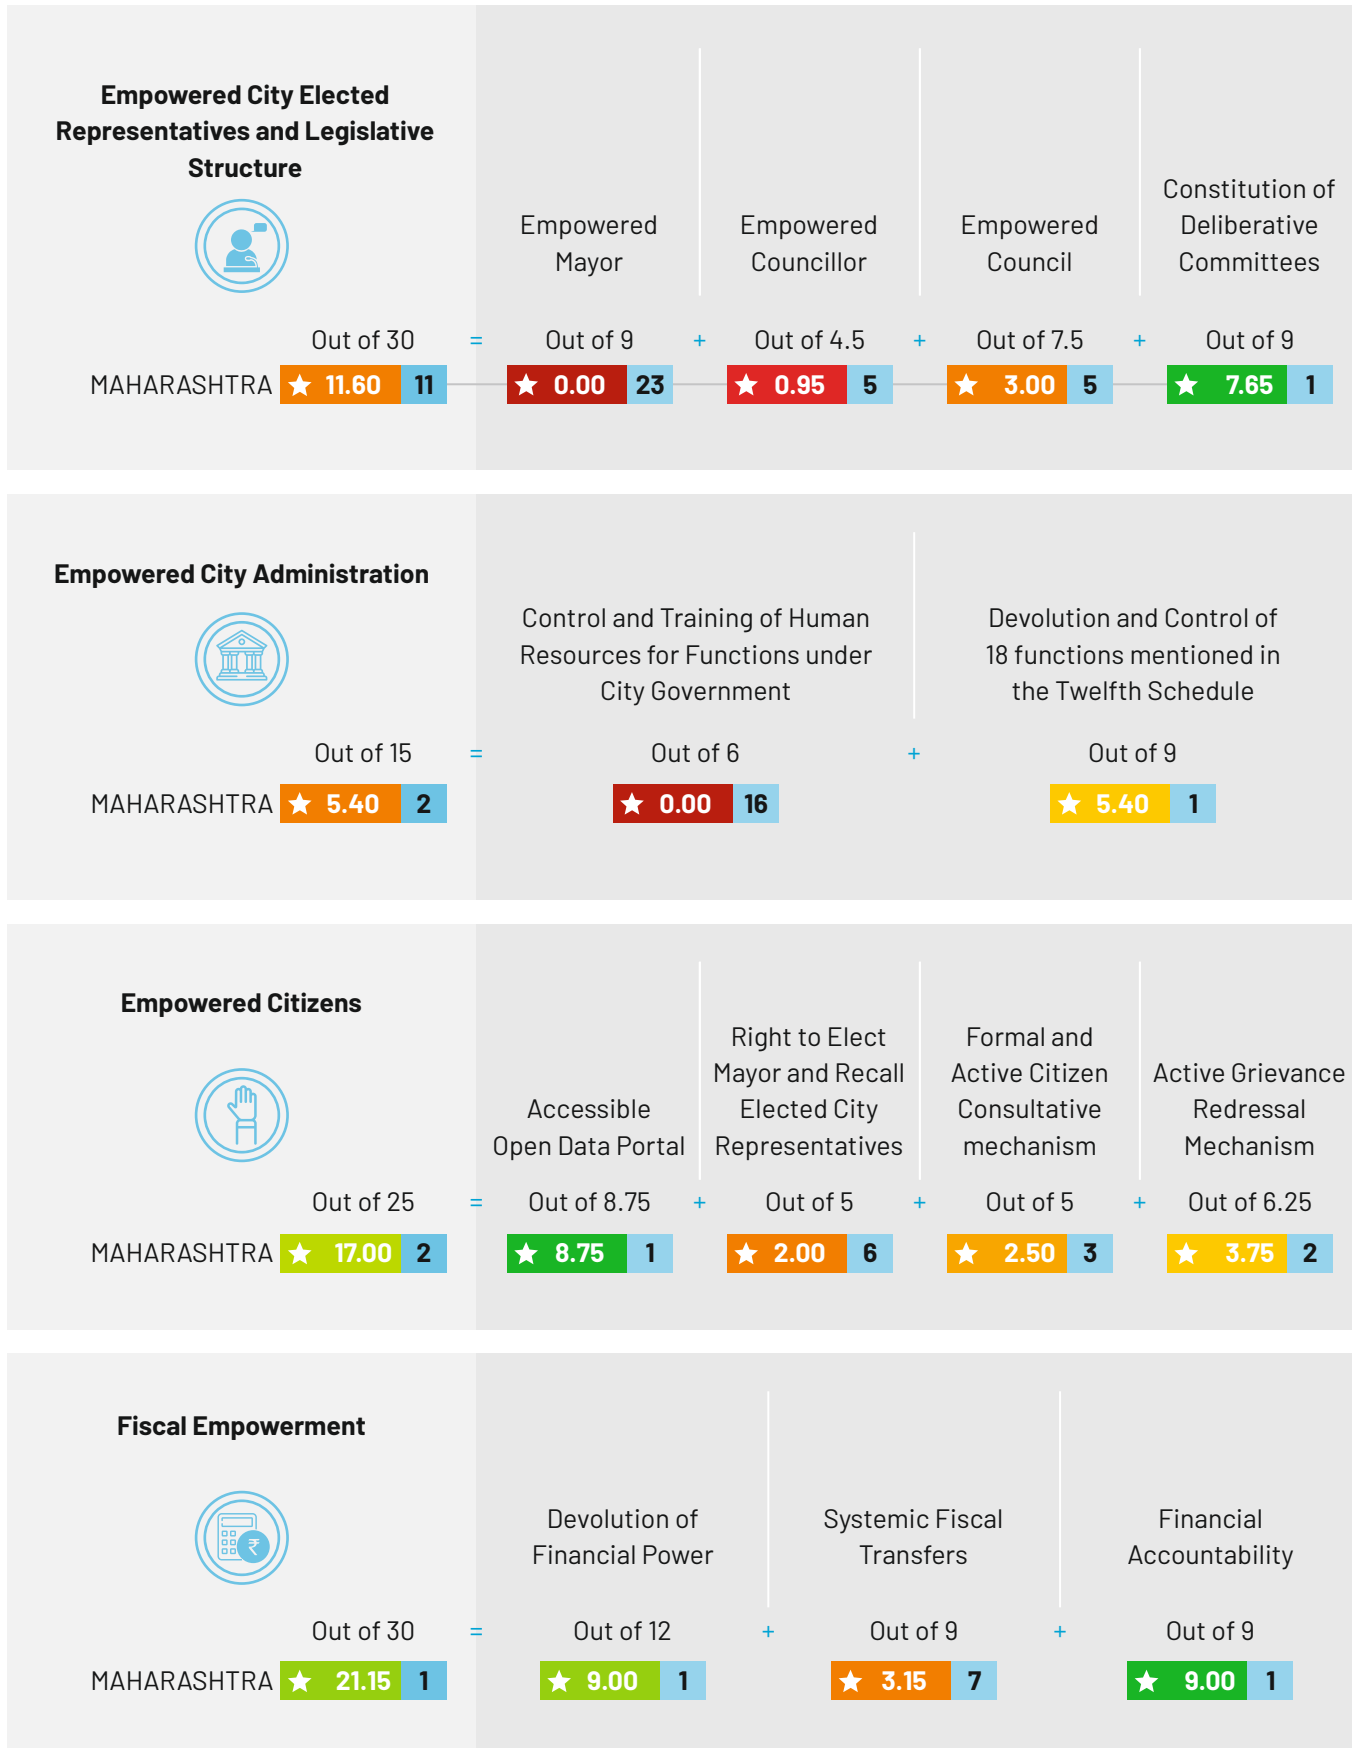 Empowered City Elected
Representatives and Legislative
Structure
Empowered
Mayor
Empowered
Councillor
Empowered
Council
Constitution of
Deliberative
Committees
Out of 30 = Out of 9 + Out of 4.5 + Out of 7.5 + Out of 9
MAHARASHTRA 11.60 11 0.00 23 0.95 5 3.00 5 7.65 1
Empowered City Administration
Control and Training of Human
Resources for Functions under
City Government
Devolution and Control of
18 functions mentioned in
the Twelfth Schedule
Out of 15 = Out of 6 + Out of 9
MAHARASHTRA 5.40 2 0.00 16 5.40 1
Empowered Citizens
Accessible
Open Data Portal
Right to Elect
Mayor and Recall
Elected City
Representatives
Formal and
Active Citizen
Consultative
mechanism
Active Grievance
Redressal
Mechanism
Out of 25 = Out of 8.75 + Out of 5 + Out of 5 + Out of 6.25
MAHARASHTRA 17.00 2 8.75 1 2.00 6 2.50 3 3.75 2
Fiscal Empowerment
₹
Devolution of
Financial Power
Systemic Fiscal
Transfers
Financial
Accountability
Out of 30 = Out of 12 + Out of 9 + Out of 9
MAHARASHTRA 21.15 1 9.00 1 3.15 7 9.00 1